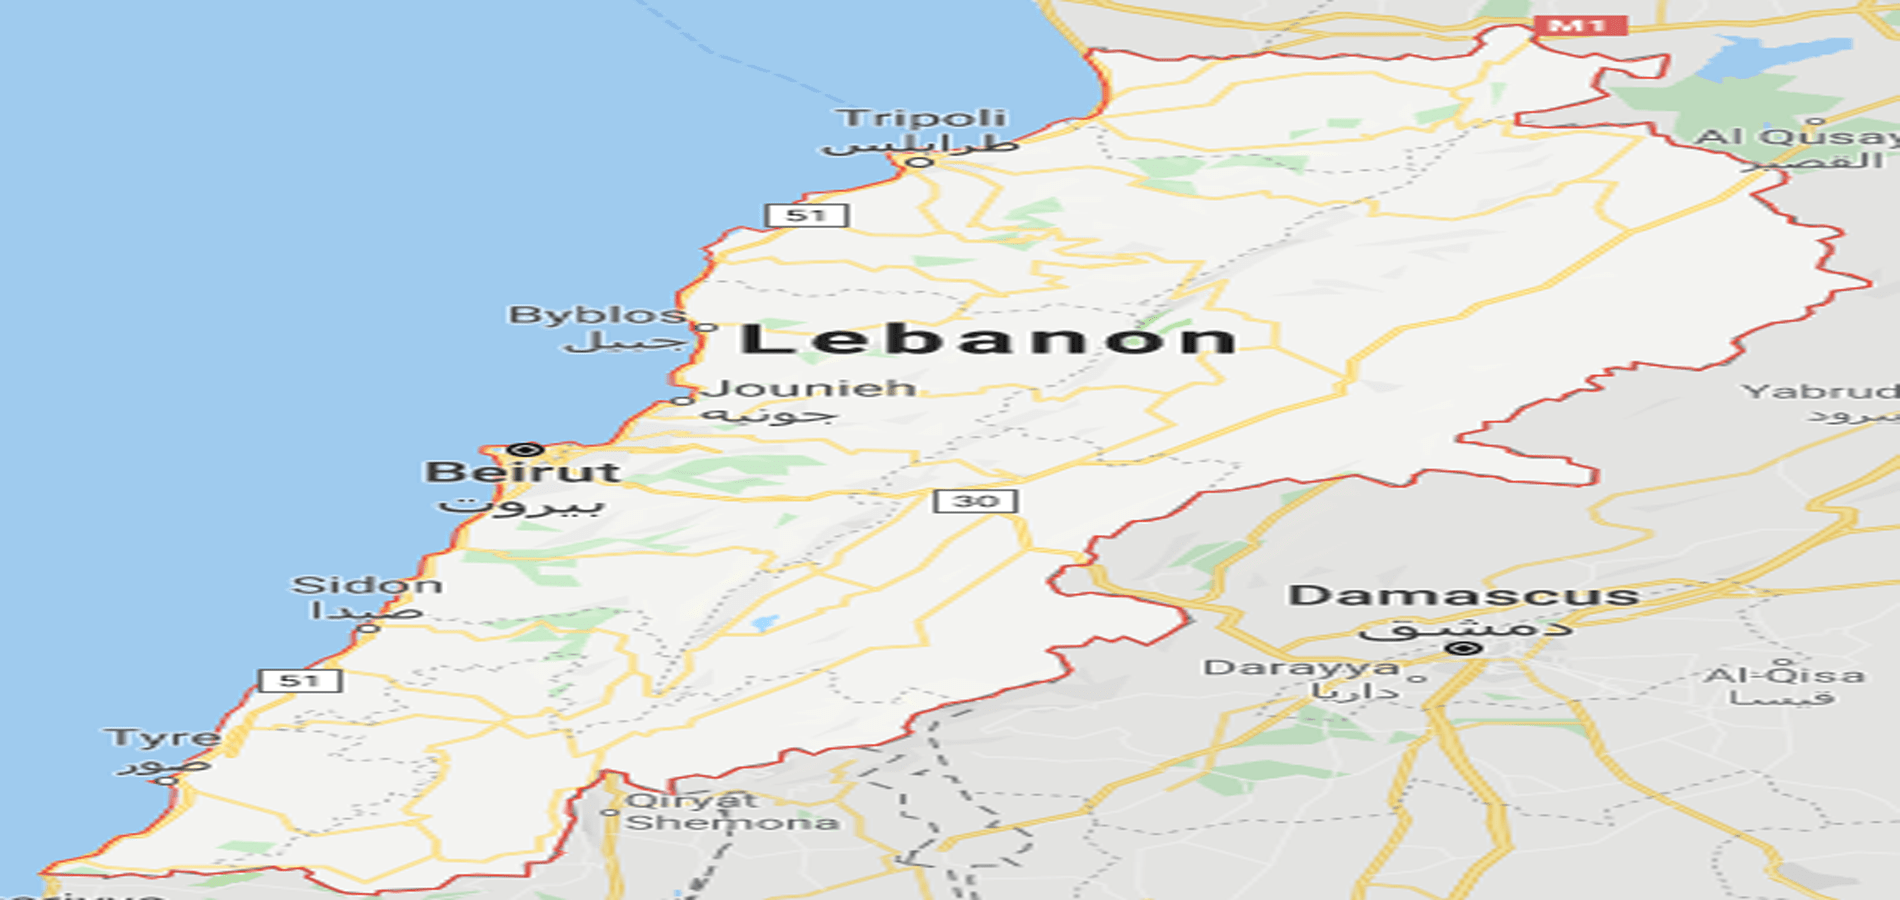 M1
Tripoli
طرابلس
Al Qusay
القصير
51
Byblos
جبيل
Lebanon
Jounieh
جونيه
Yabrud
يبرود
Beirut
بيروت
30
Sidon
صيدا
Damascus
دمشق
51
Darayya
داريا
Al-Qisa
قيسا
Tyre
صور
Qiryat
Shemona